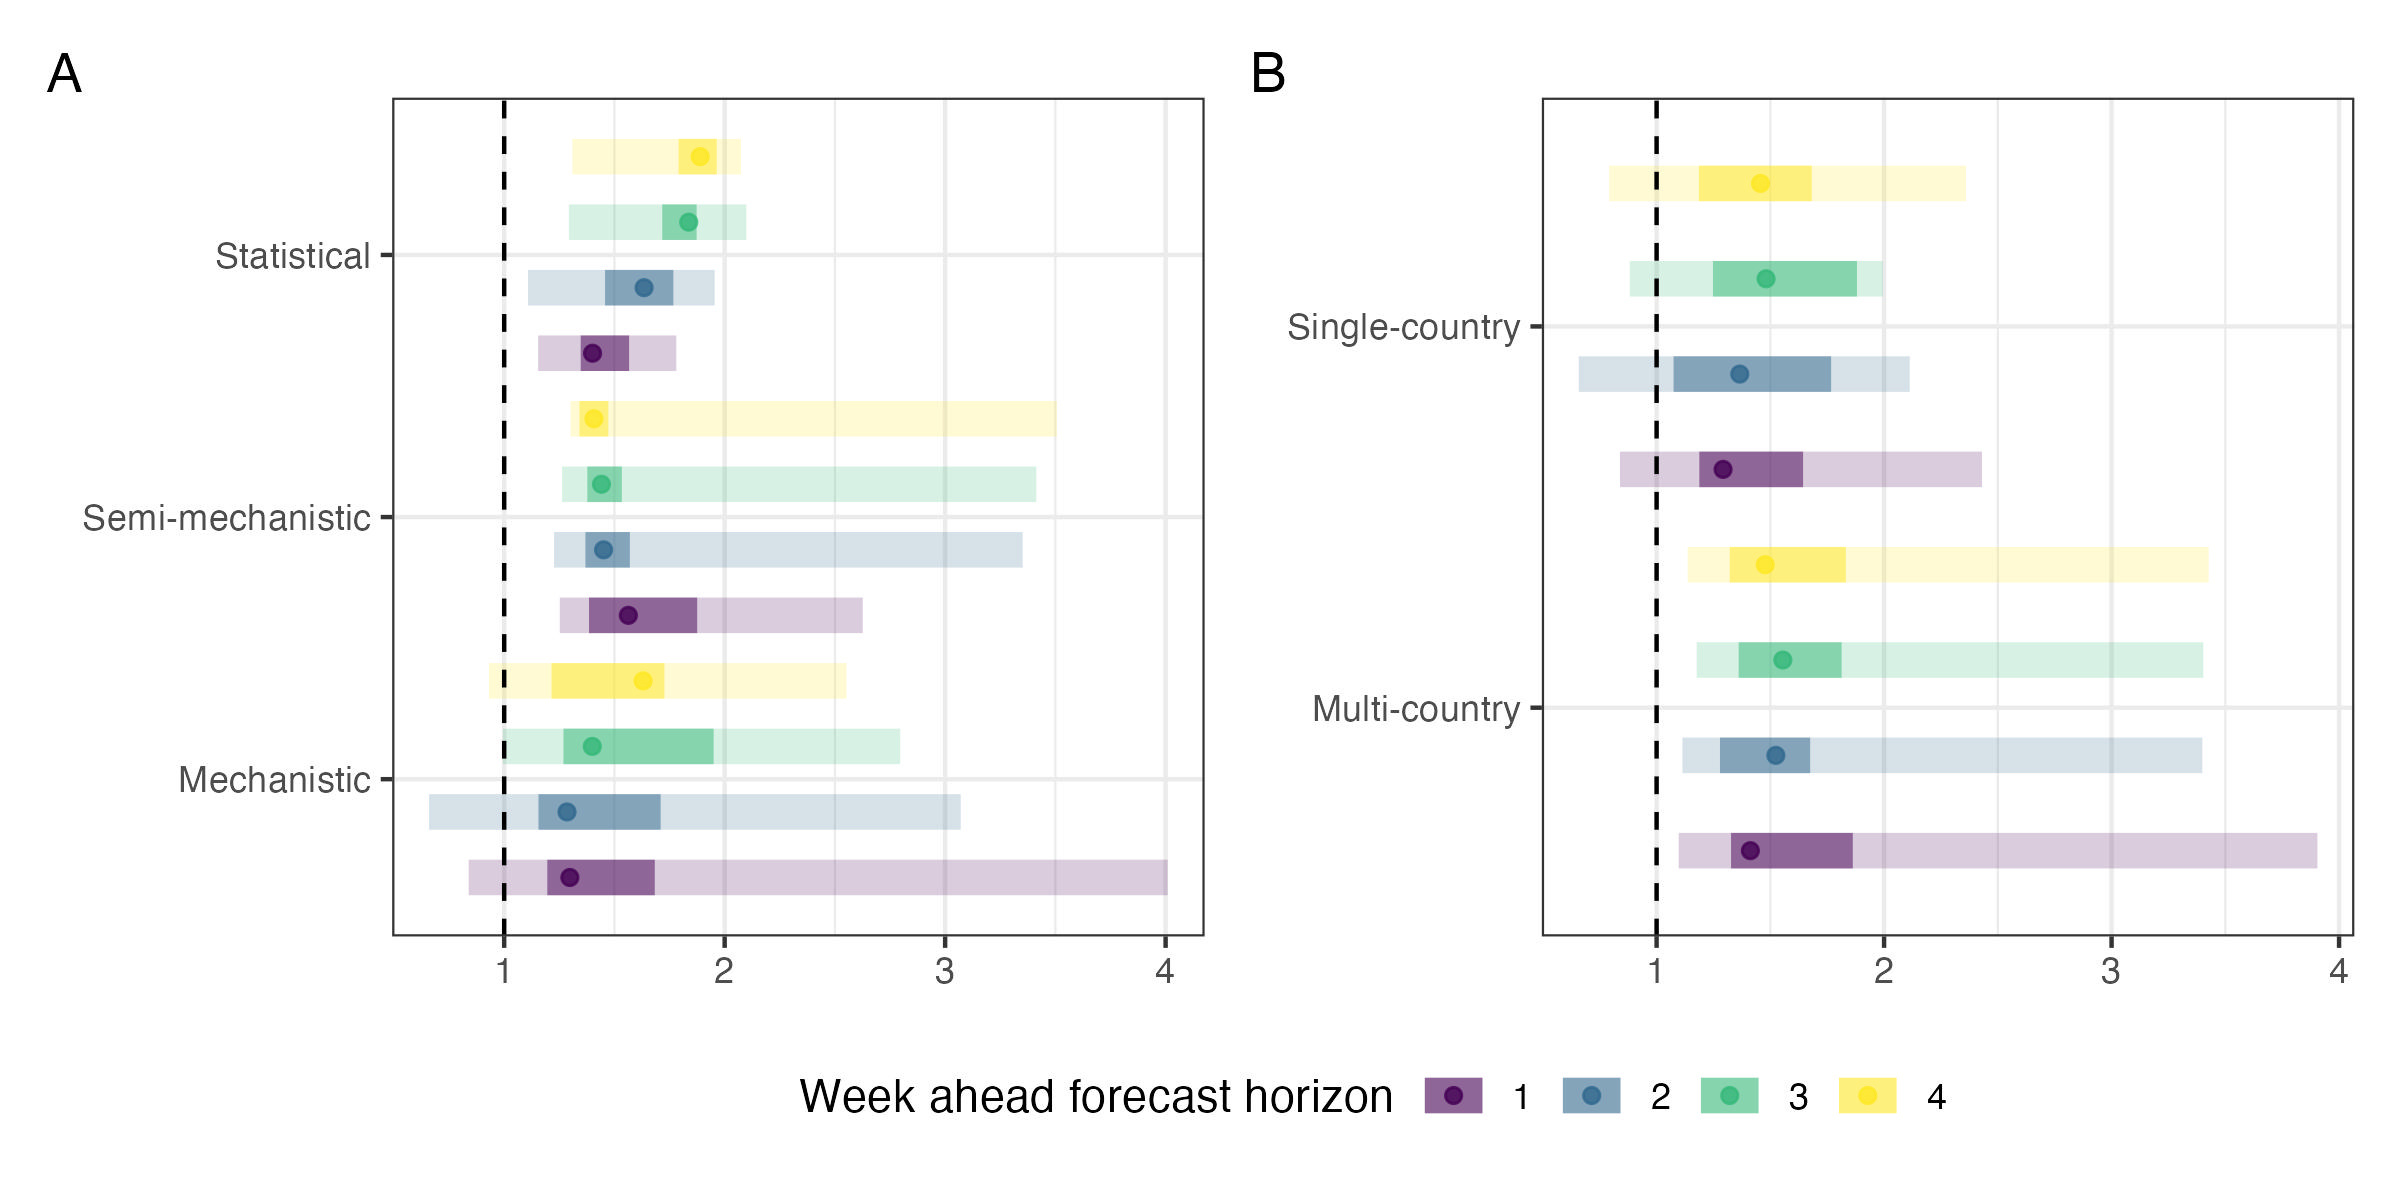 A
Statistical
Semi-mechanistic
Mechanistic
1 2 3 4
B
Single-country
Multi-country
1 2 3 4
Week ahead forecast horizon 1 2 3 4